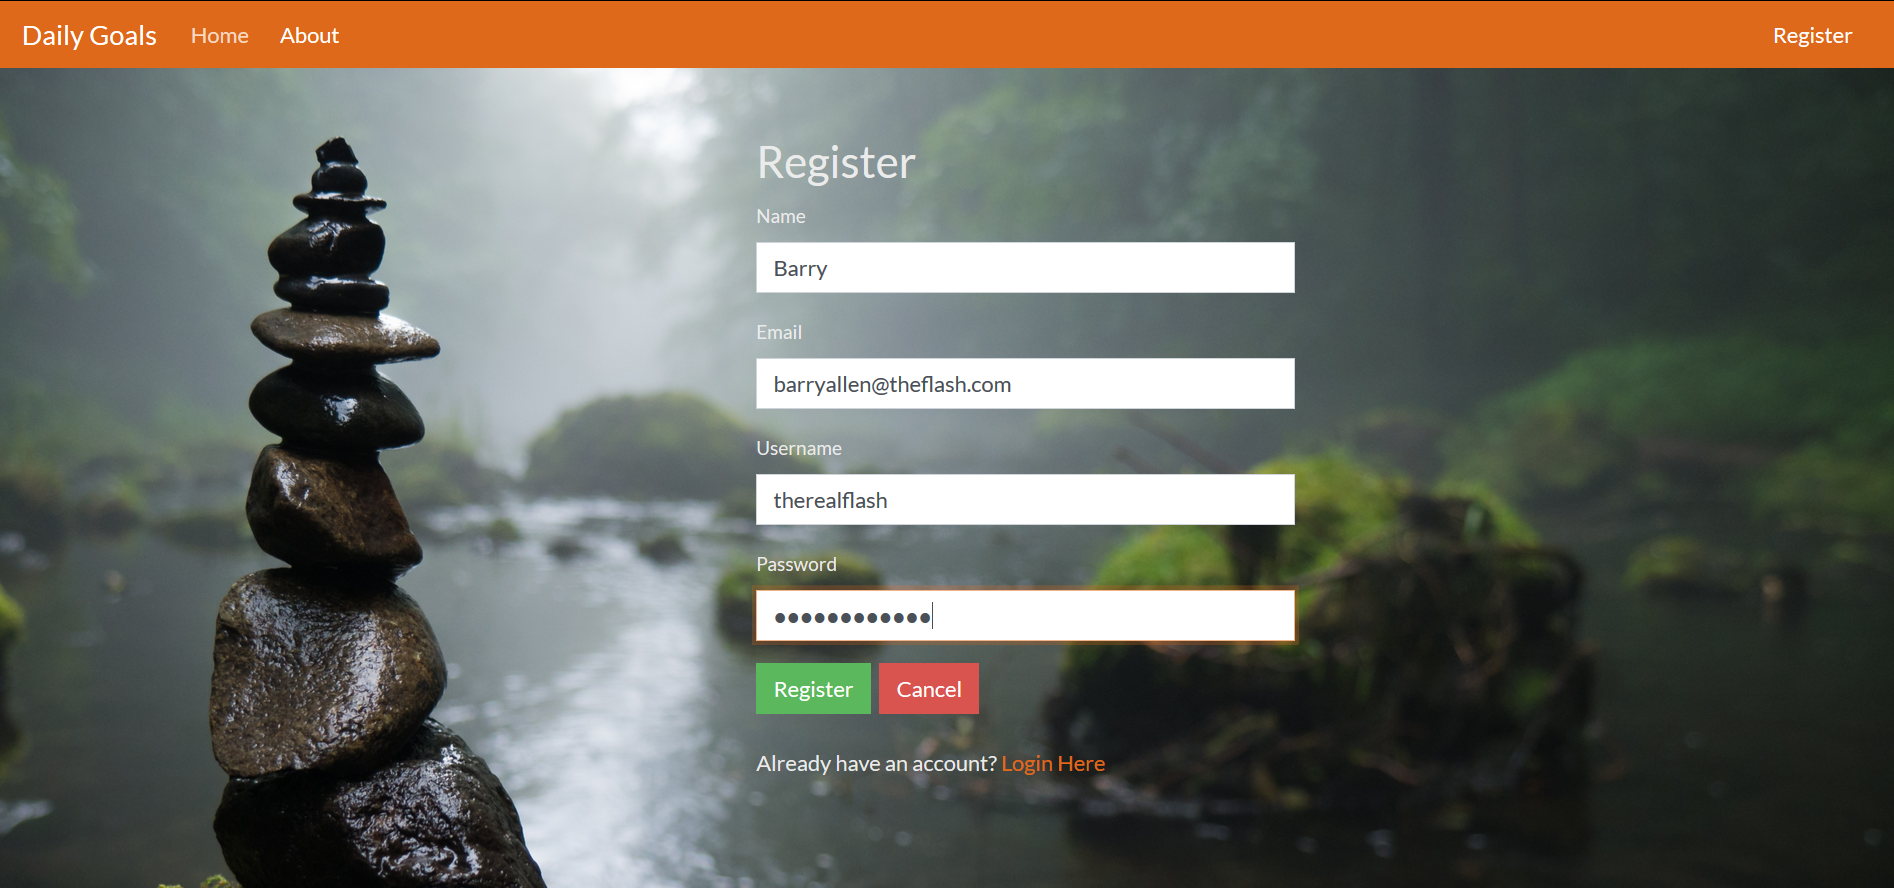 Daily Goals Home About Register
Register
Name
Barry
Email
barryallen@theflash.com
Username
therealflash
Password
●●●●●●●●●●●●
Register Cancel
Already have an account? Login Here